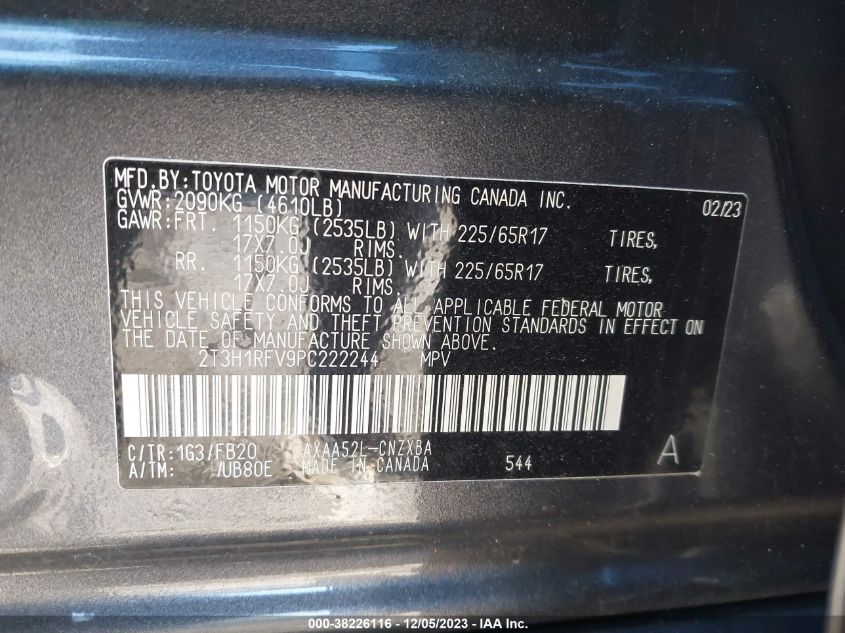 MFD.BY:TOYOTA MOTOR MANUFACTURING CANADA INC. 02/23
GVWR:2090KG (4610LB)
GAWR:FRT. 1150KG (2535LB) WITH 225/65R17 TIRES,
17X7.0J RIMS.
RR. 1150KG (2535LB) WITH 225/65R17 TIRES,
17X7.0J RIMS.
THIS VEHICLE CONFORMS TO ALL APPLICABLE FEDERAL MOTOR
VEHICLE SAFETY AND THEFT PREVENTION STANDARDS IN EFFECT ON
THE DATE OF MANUFACTURE SHOWN ABOVE.
2T3H1RFV9PC222244 MPV
C/TR:1G3/FB20 AXAA52L-CNZXBA
A/TM: /UB80E MADE IN CANADA 544 A
000-38226116 - 12/05/2023 - IAA Inc.